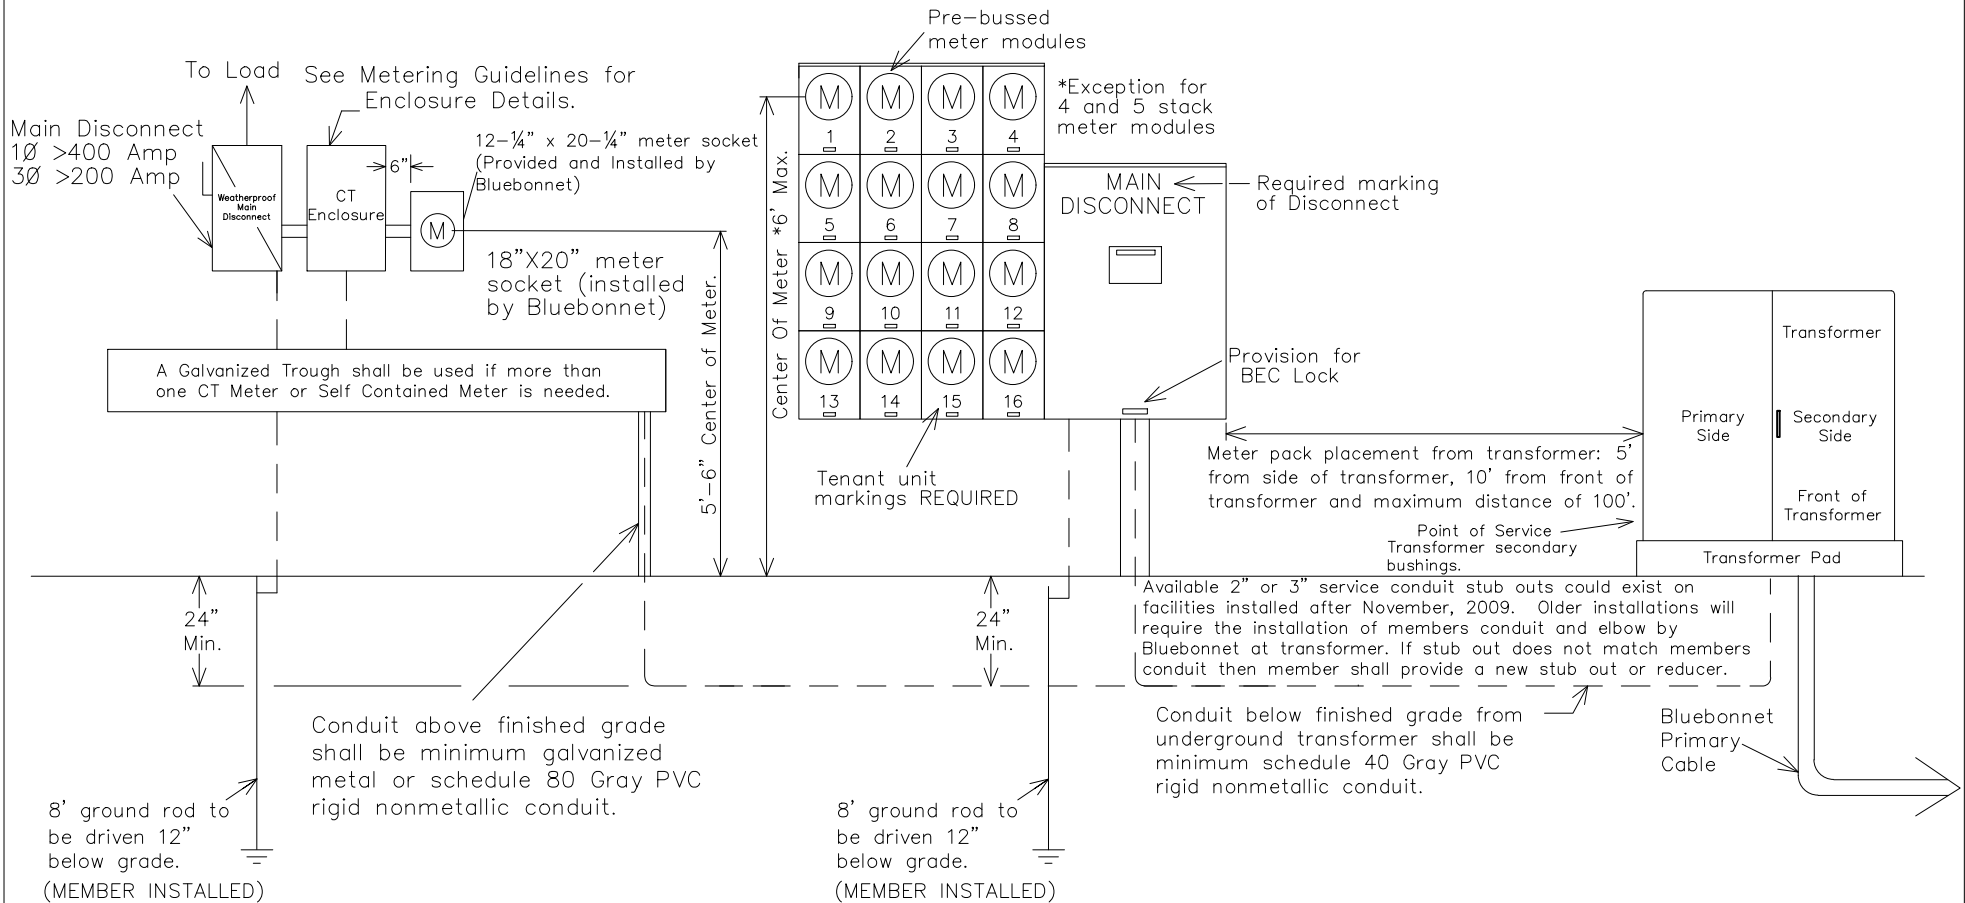 Pre-bussed
meter modules
To Load
See Metering Guidelines for
Enclosure Details.
*Exception for
4 and 5 stack
meter modules
Main Disconnect
1Ø >400 Amp
3Ø >200 Amp
12-¼" x 20-¼" meter socket
(Provided and Installed by
Bluebonnet)
6"
Weatherproof
Main
Disconnect
CT
Enclosure
M
18"X20" meter
socket (installed
by Bluebonnet)
A Galvanized Trough shall be used if more than
one CT Meter or Self Contained Meter is needed.
5'-6" Center of Meter.
Center Of Meter *6' Max.
M M M M
1 2 3 4
M M M M
5 6 7 8
M M M M
9 10 11 12
M M M M
13 14 15 16
MAIN
DISCONNECT
Required marking
of Disconnect
Provision for
BEC Lock
Tenant unit
markings REQUIRED
Meter pack placement from transformer: 5'
from side of transformer, 10' from front of
transformer and maximum distance of 100'.
Point of Service
Transformer secondary
bushings.
Transformer
Primary
Side
Secondary
Side
Front of
Transformer
Transformer Pad
24"
Min.
24"
Min.
Available 2" or 3" service conduit stub outs could exist on
facilities installed after November, 2009. Older installations will
require the installation of members conduit and elbow by
Bluebonnet at transformer. If stub out does not match members
conduit then member shall provide a new stub out or reducer.
Conduit above finished grade
shall be minimum galvanized
metal or schedule 80 Gray PVC
rigid nonmetallic conduit.
Conduit below finished grade from
underground transformer shall be
minimum schedule 40 Gray PVC
rigid nonmetallic conduit.
Bluebonnet
Primary
Cable
8' ground rod to
be driven 12"
below grade.
(MEMBER INSTALLED)
8' ground rod to
be driven 12"
below grade.
(MEMBER INSTALLED)